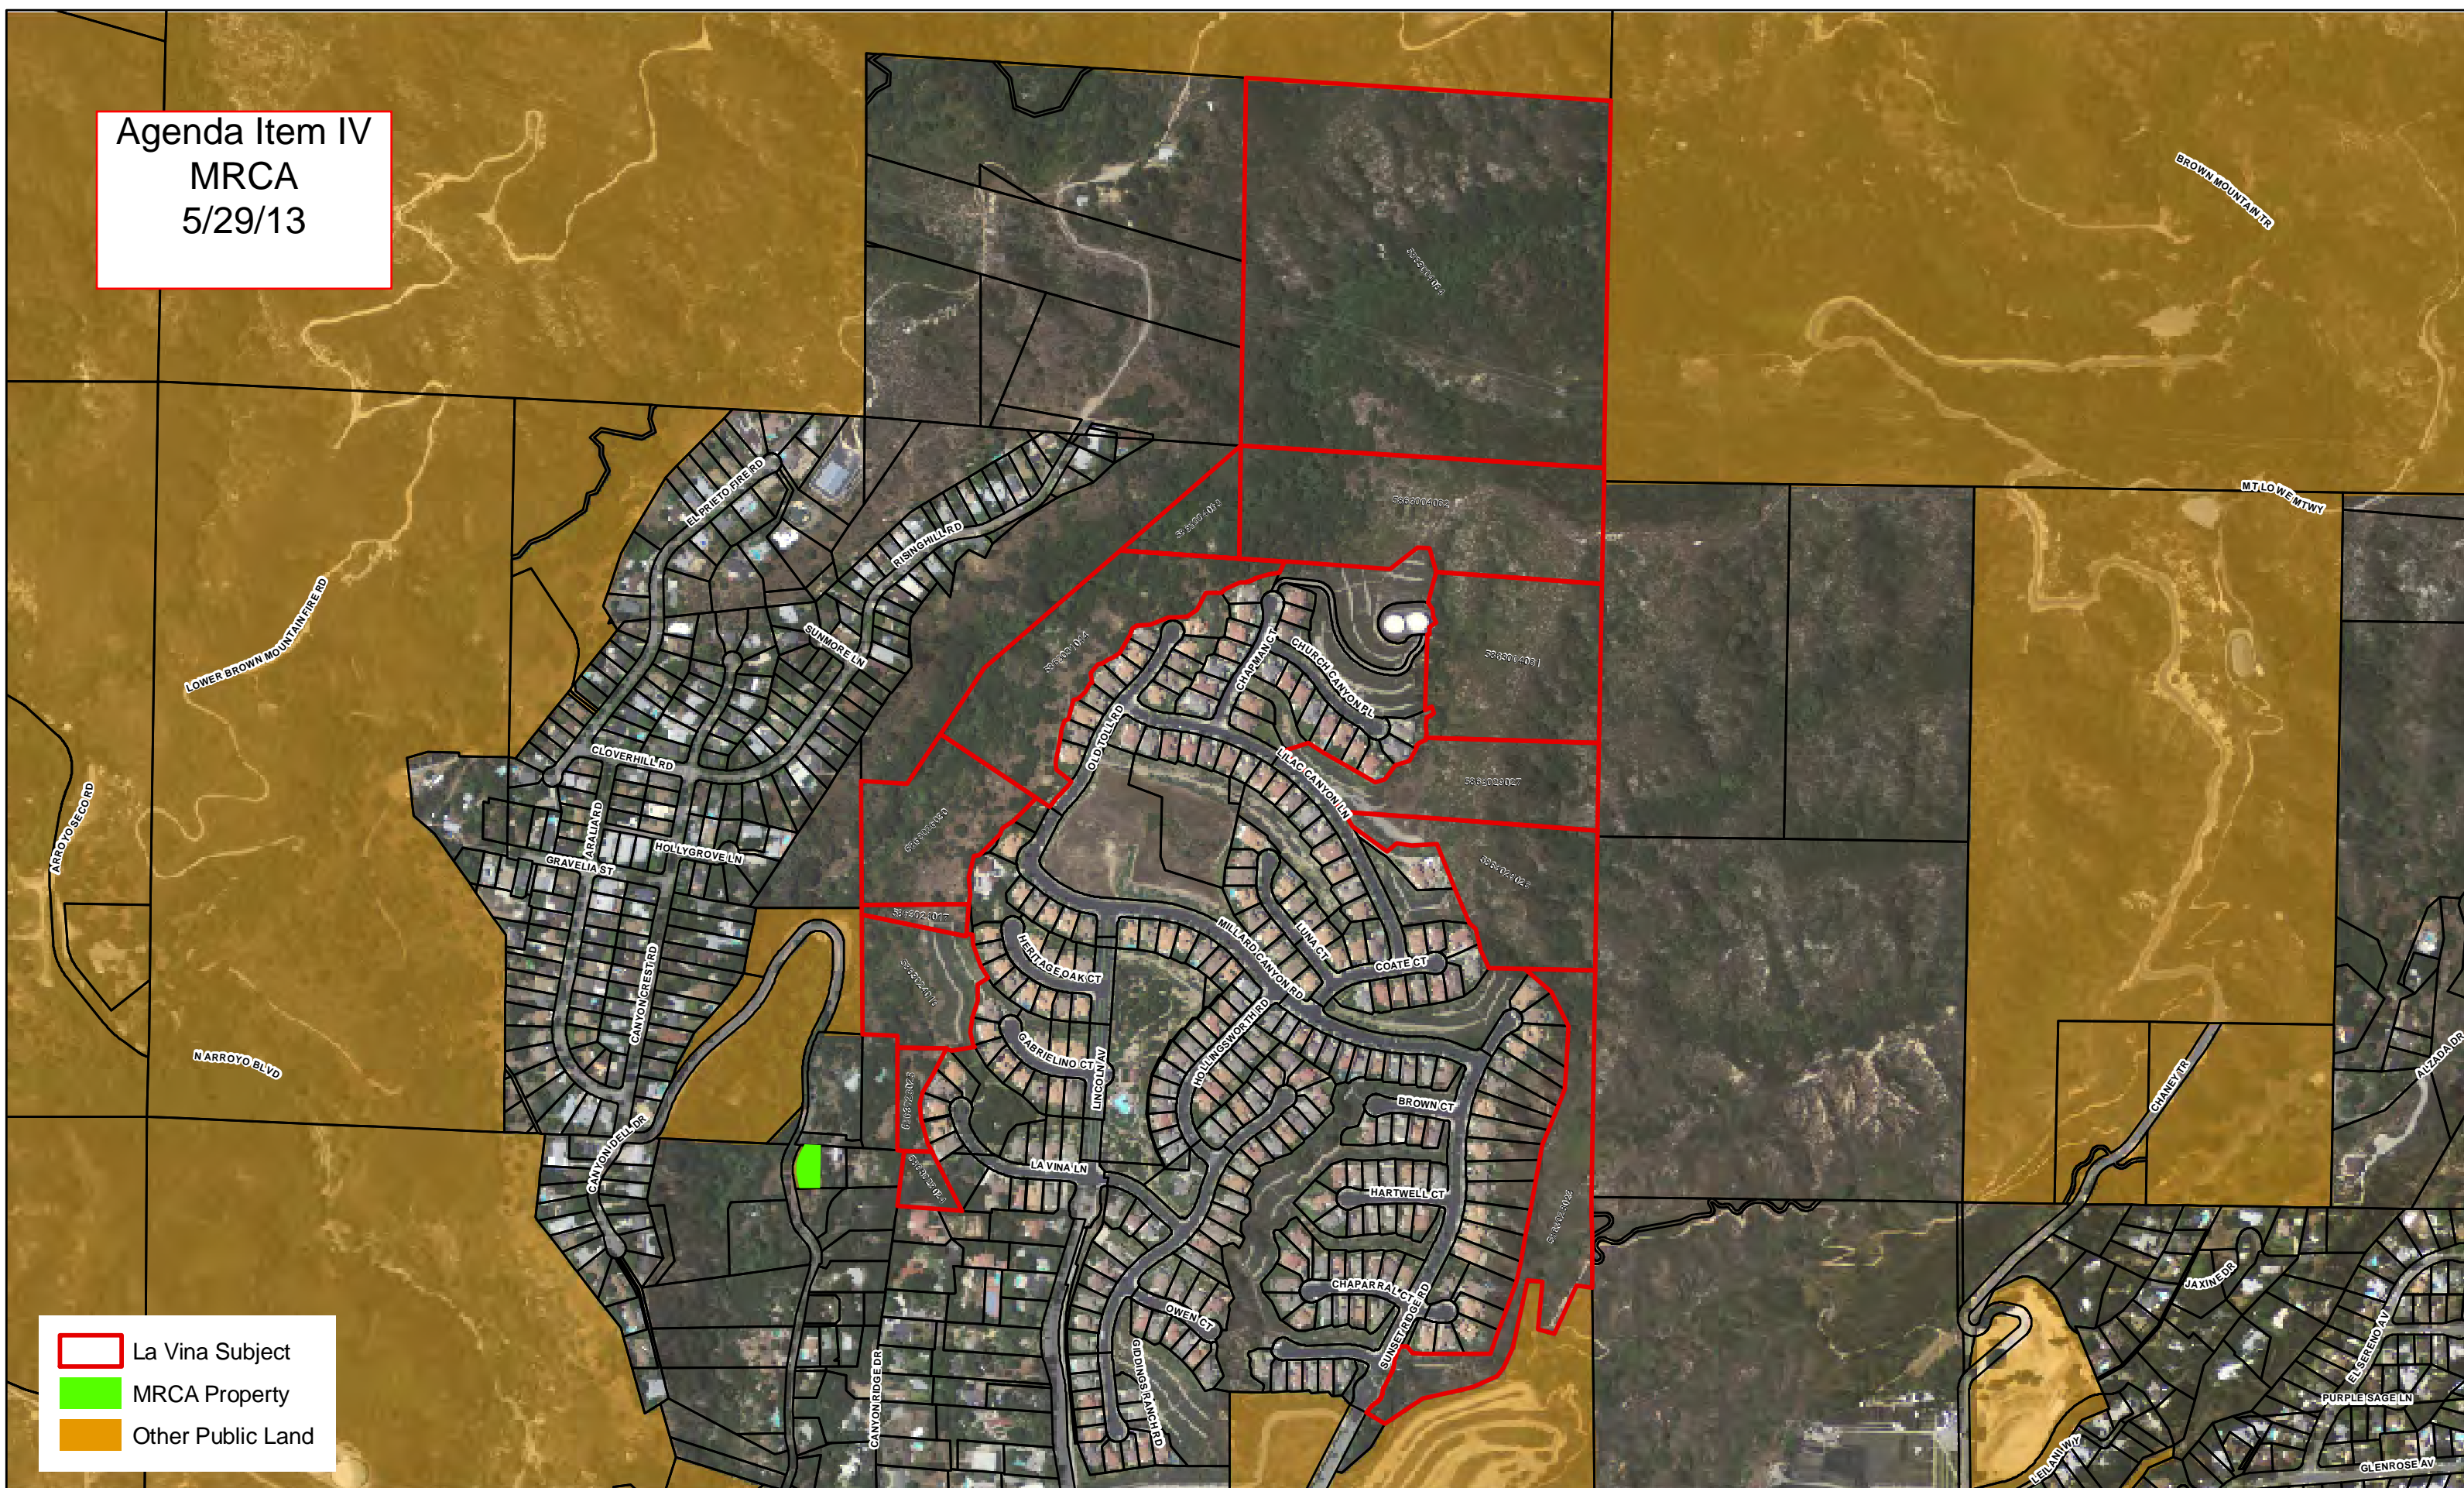 Agenda Item IV
MRCA
5/29/13
BROWN MOUNTAIN TR
MT LOWE MTWY
EL PRIETO FIRE RD
RISINGHILL RD
SUNMORE LN
LOWER BROWN MOUNTAIN FIRE RD
CHAPMAN CT
CHURCH CANYON PL
OLD TOLL RD
LILAC CANYON LN
CLOVERHILL RD
ARALIA RD
HOLLYGROVE LN
GRAVELIA ST
ARROYO SECO RD
CANYON CREST RD
N ARROYO BLVD
CANYON DELL DR
HERITAGE OAK CT
MILLARD CANYON RD
LUNA CT
COATE CT
GABRIELINO CT
LINCOLN AV
HOLLINGSWORTH RD
BROWN CT
LA VINA LN
HARTWELL CT
CHAPARRAL CT
OWEN CT
SUNSET RIDGE RD
GIDDINGS RANCH RD
CANYON RIDGE DR
CHANEY TR
ALZADA DR
JAXINE DR
EL SERENO AV
PURPLE SAGE LN
LEILANI WY
GLENROSE AV
La Vina Subject
MRCA Property
Other Public Land